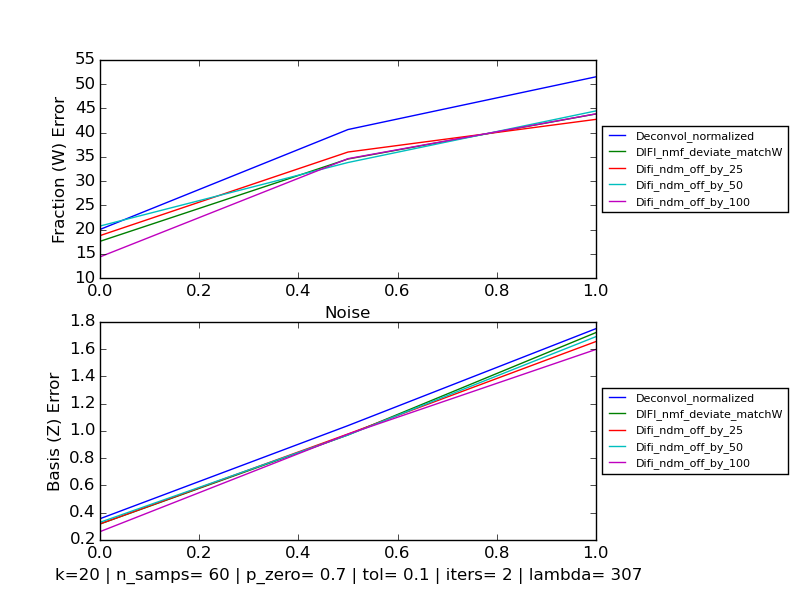 55
50
45
40
35
30
25
20
15
10
Fraction (W) Error
0.0 0.2 0.4 0.6 0.8 1.0
Noise
Deconvol_normalized
DIFI_nmf_deviate_matchW
Difi_ndm_off_by_25
Difi_ndm_off_by_50
Difi_ndm_off_by_100
1.8
1.6
1.4
1.2
1.0
0.8
0.6
0.4
0.2
Basis (Z) Error
0.0 0.2 0.4 0.6 0.8 1.0
Deconvol_normalized
DIFI_nmf_deviate_matchW
Difi_ndm_off_by_25
Difi_ndm_off_by_50
Difi_ndm_off_by_100
k=20 | n_samps= 60 | p_zero= 0.7 | tol= 0.1 | iters= 2 | lambda= 307